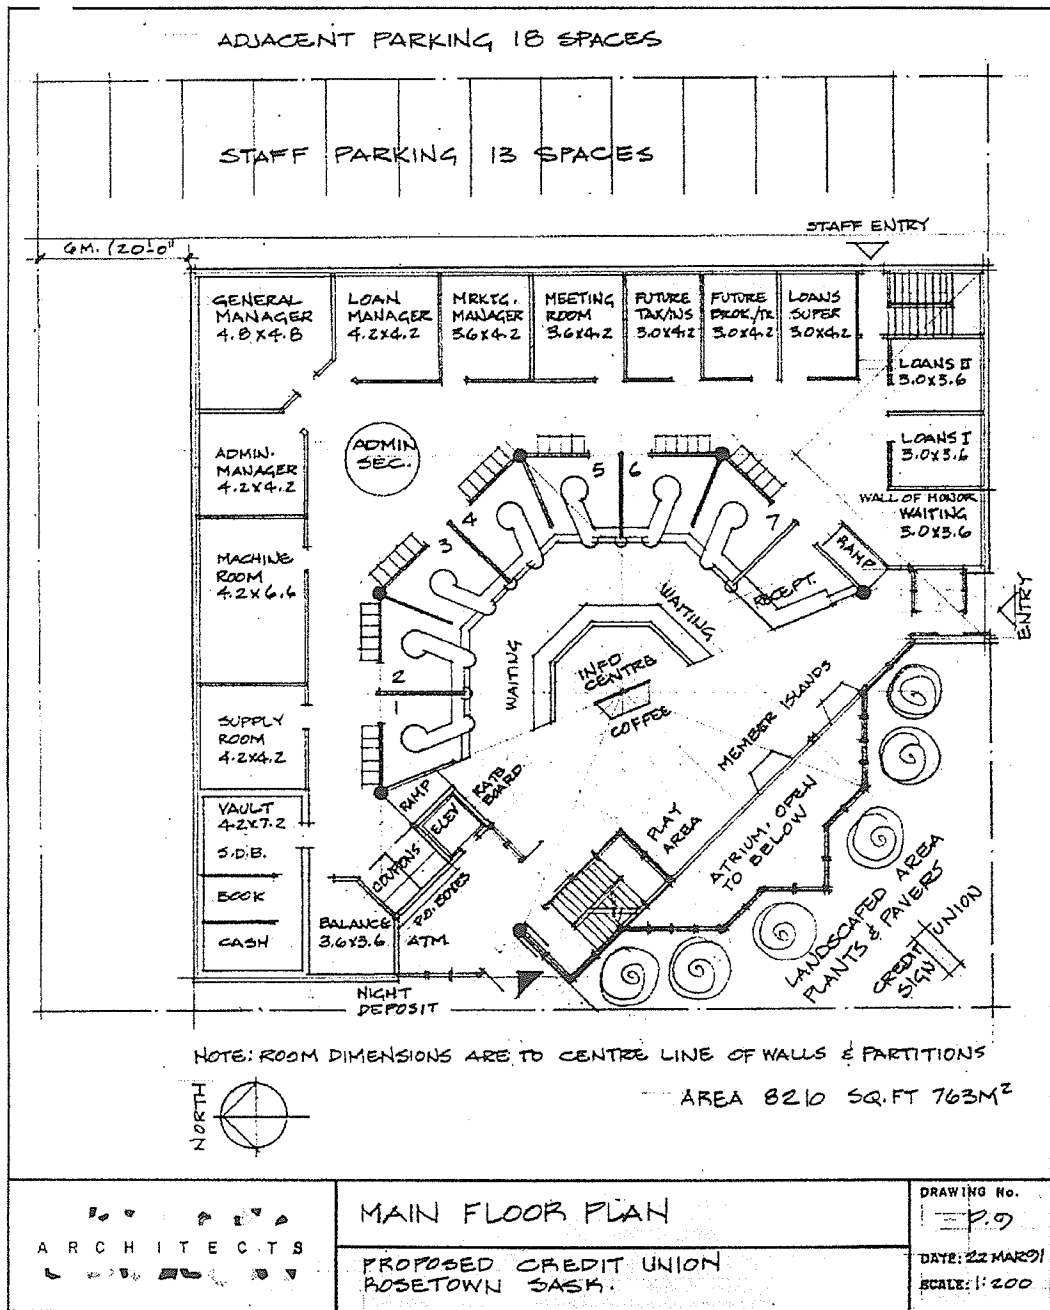 ADJACENT PARKING 18 SPACES
STAFF PARKING 13 SPACES
STAFF ENTRY
6M. (20'-0"
GENERAL
MANAGER
4.8X4.8
LOAN
MANAGER
4.2X4.2
MRKTG.
MANAGER
3.6X4.2
MEETING
ROOM
3.6X4.2
FUTURE
TAX/INS
3.0X4.2
FUTURE
BROK./TR
3.0X4.2
LOANS
SUPER
3.0X4.2
LOANS II
3.0X3.6
LOANS I
3.0X3.6
WALL OF HONOR
WAITING
3.0X3.6
ADMIN.
MANAGER
4.2X4.2
ADMIN
SEC.
MACHINE
ROOM
4.2X6.6
SUPPLY
ROOM
4.2X4.2
VAULT
4.2X7.2
S.D.B.
BOOK
CASH
1
2
3
4
5
6
7
RAMP
RECEPT.
ENTRY
WAITING
WAITING
INFO
CENTRE
COFFEE
MEMBER ISLANDS
RAMP
ELEV
RATE
BOARD
COUPONS
P.O. BOXES
PLAY
AREA
ATRIUM, OPEN
TO BELOW
BALANCE
3.6X3.6
ATM
NIGHT
DEPOSIT
LANDSCAPED AREA
PLANTS & PAVERS
CREDIT UNION
SIGN
NOTE: ROOM DIMENSIONS ARE TO CENTRE LINE OF WALLS & PARTITIONS
AREA 8210 SQ.FT 763M²
NORTH
ARCHITECTS
MAIN FLOOR PLAN
PROPOSED CREDIT UNION
ROSETOWN SASK.
DRAWING No.
P.9
DATE: 22 MAR 91
SCALE: 1:200